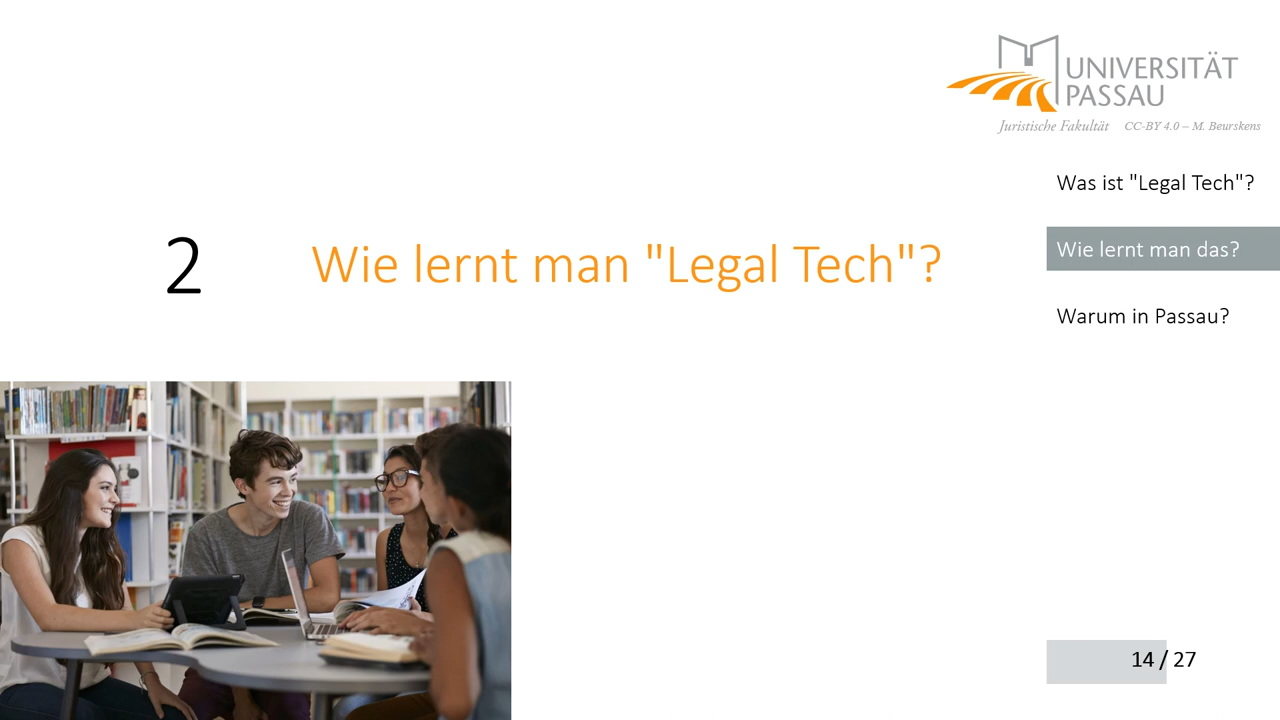 UNIVERSITÄT
PASSAU
Juristische Fakultät CC-BY 4.0 – M. Beurskens
Was ist "Legal Tech"?
2 Wie lernt man "Legal Tech"?
Wie lernt man das?
Warum in Passau?
14 / 27